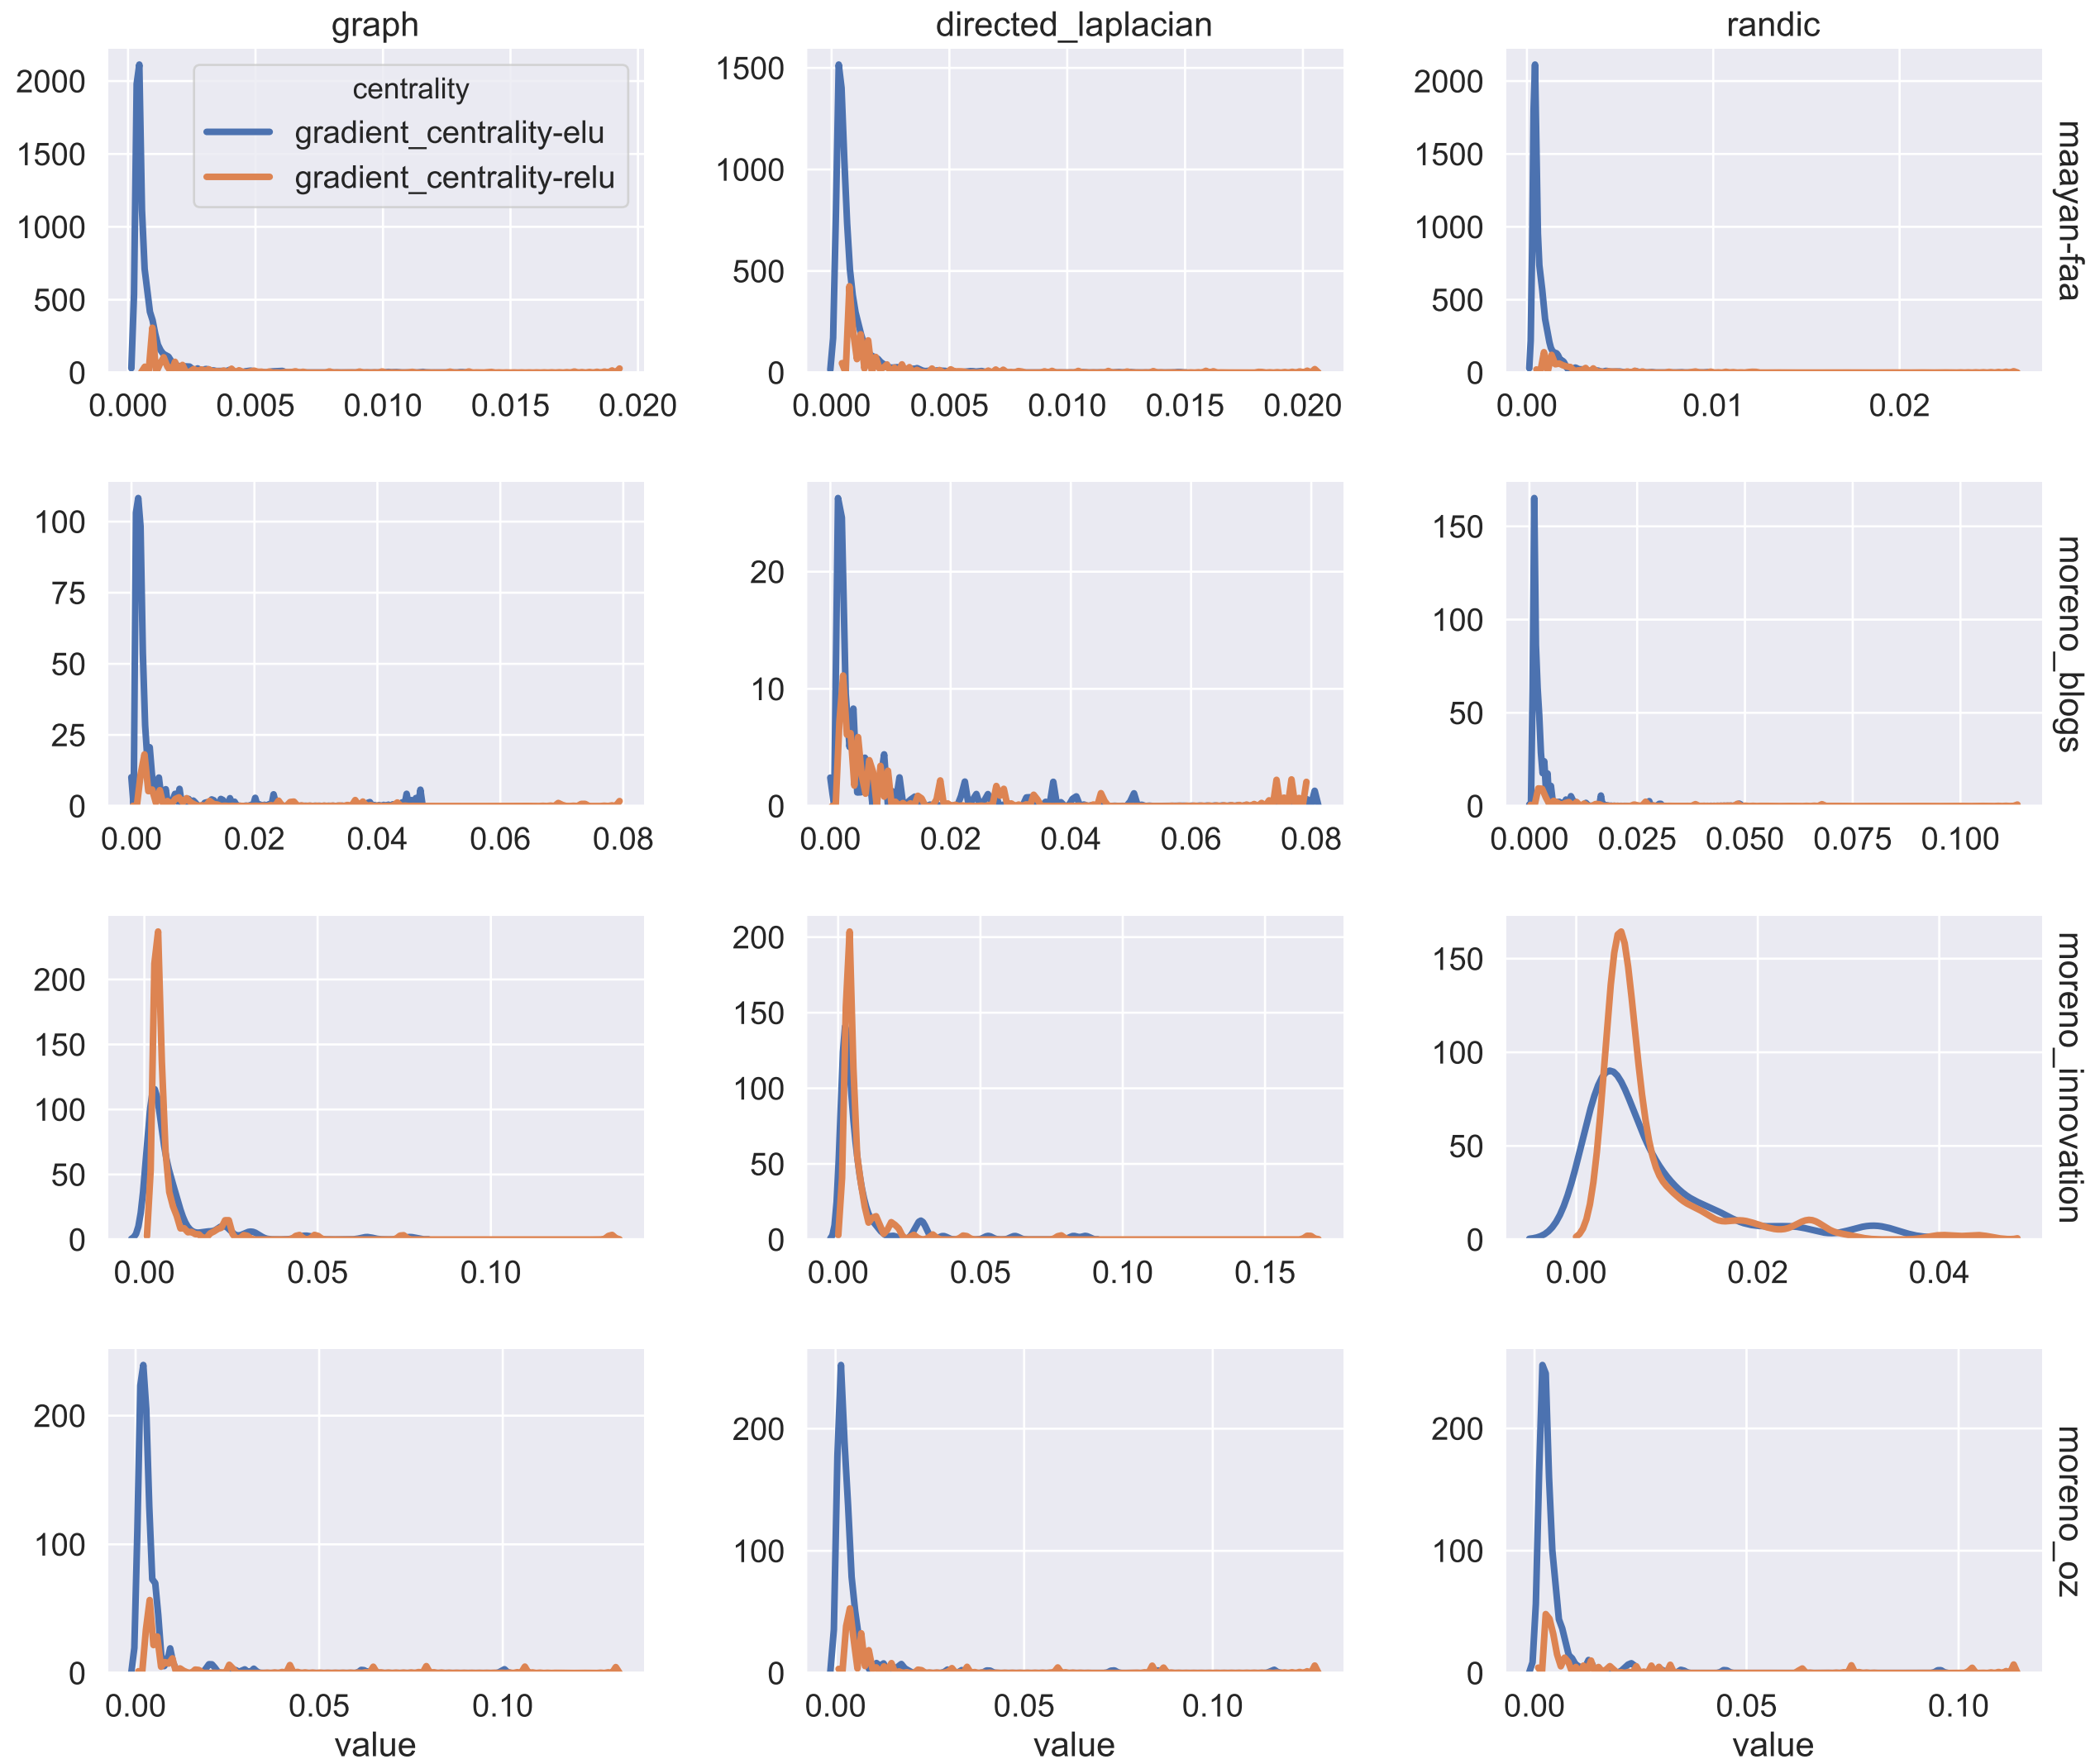 graph directed_laplacian randic
centrality
gradient_centrality-elu
gradient_centrality-relu
2000
1500
1000
500
0
0.000 0.005 0.010 0.015 0.020
1500
1000
500
0
0.000 0.005 0.010 0.015 0.020
2000
1500
1000
500
0
0.00 0.01 0.02
maayan-faa
100
75
50
25
0
0.00 0.02 0.04 0.06 0.08
20
10
0
0.00 0.02 0.04 0.06 0.08
150
100
50
0
0.000 0.025 0.050 0.075 0.100
moreno_blogs
200
150
100
50
0
0.00 0.05 0.10
200
150
100
50
0
0.00 0.05 0.10 0.15
150
100
50
0
0.00 0.02 0.04
moreno_innovation
200
100
0
0.00 0.05 0.10
value
200
100
0
0.00 0.05 0.10
value
200
100
0
0.00 0.05 0.10
value
moreno_oz